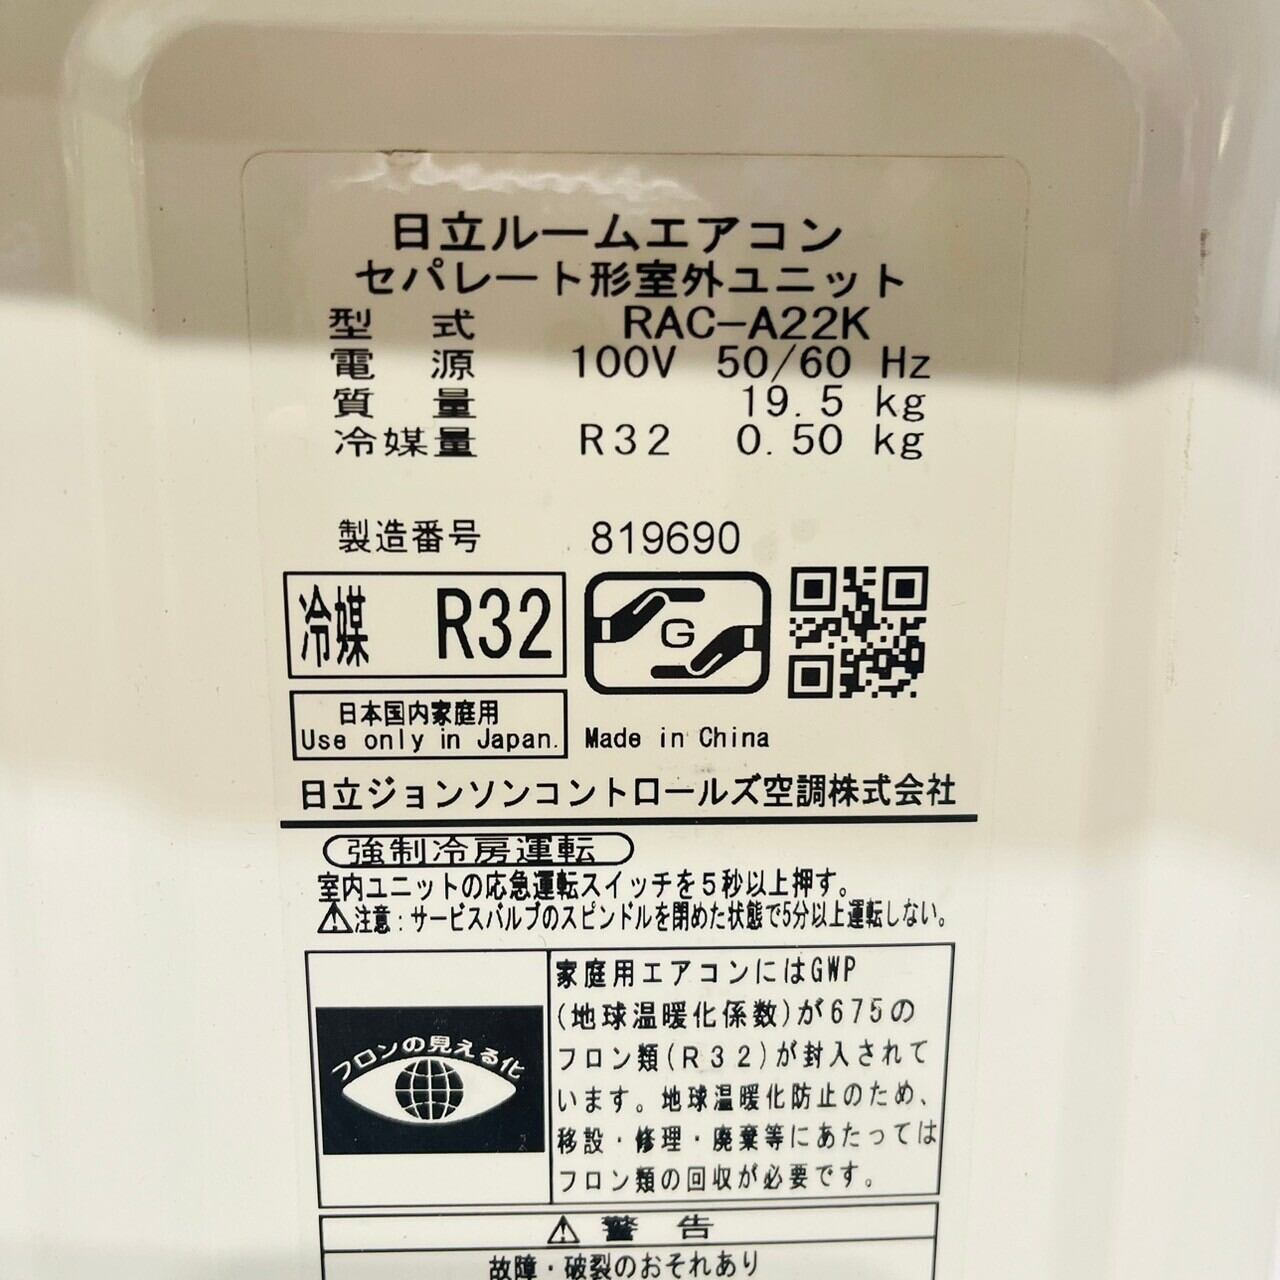 日立ルームエアコン
セパレート形室外ユニット
型式 RAC-A22K
電源 100V 50/60 Hz
質量 19.5 kg
冷媒量 R32 0.50 kg
製造番号 819690
冷媒 R32
G
日本国内家庭用
Use only in Japan.
Made in China
日立ジョンソンコントロールズ空調株式会社
強制冷房運転
室内ユニットの応急運転スイッチを5秒以上押す。
⚠注意:サービスバルブのスピンドルを閉めた状態で5分以上運転しない。
フロンの見える化
家庭用エアコンにはGWP
(地球温暖化係数)が675の
フロン類(R32)が封入されて
います。地球温暖化防止のため、
移設・修理・廃棄等にあたっては
フロン類の回収が必要です。
⚠警告
故障・破裂のおそれあり